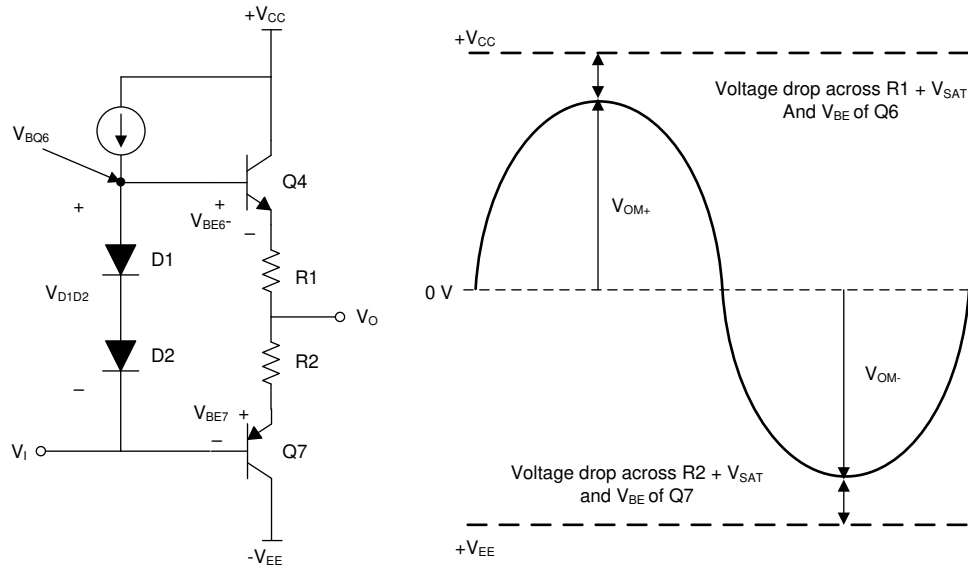 +VCC
VBQ6
Q4
+
+
VBE6-
–
D1
R1
VD1D2
VO
D2
R2
–
VBE7 +
–
VI
Q7
-VEE
+VCC
Voltage drop across R1 + VSAT
And VBE of Q6
VOM+
0 V
VOM-
Voltage drop across R2 + VSAT
and VBE of Q7
+VEE